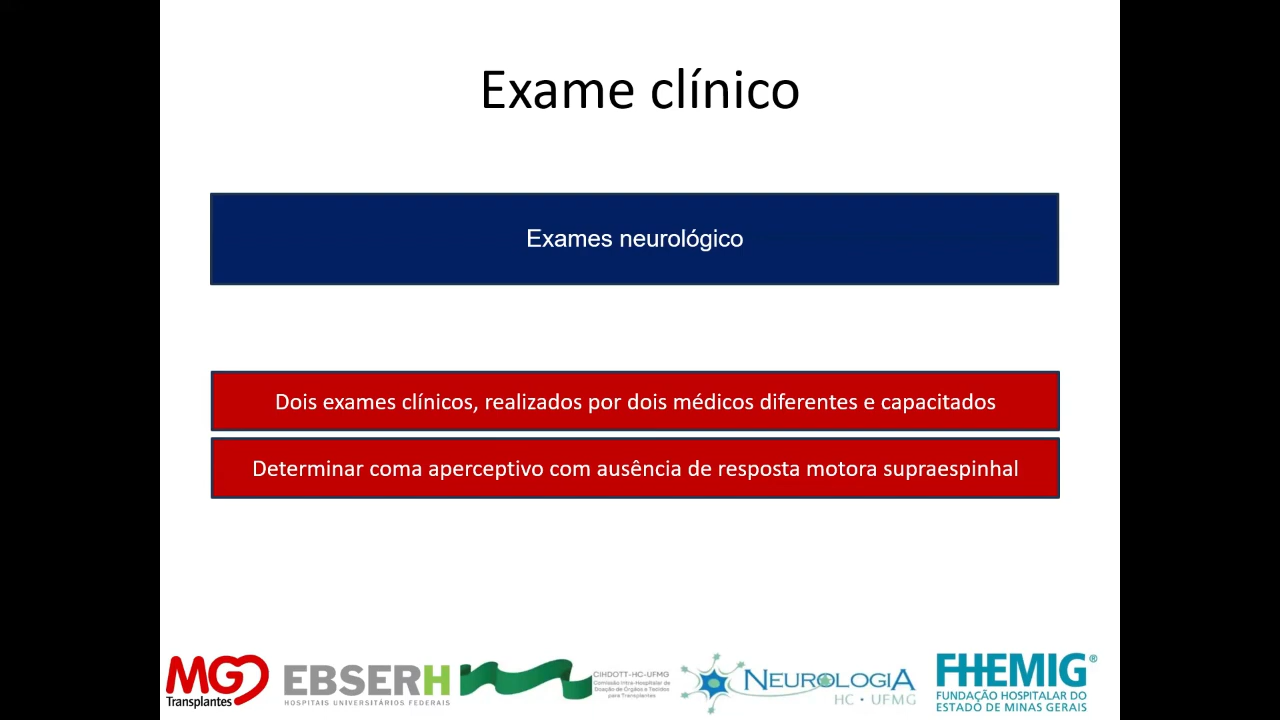 Exame clínico
Exames neurológico
Dois exames clínicos, realizados por dois médicos diferentes e capacitados
Determinar coma aperceptivo com ausência de resposta motora supraespinhal
MG
Transplantes
EBSERH
HOSPITAIS UNIVERSITÁRIOS FEDERAIS
CIHDOTT-HC-UFMG
Comissão Intra-Hospitalar de
Doação de Órgãos e Tecidos
para Transplantes
NEUROLOGIA
HC • UFMG
FHEMIG®
FUNDAÇÃO HOSPITALAR DO
ESTADO DE MINAS GERAIS